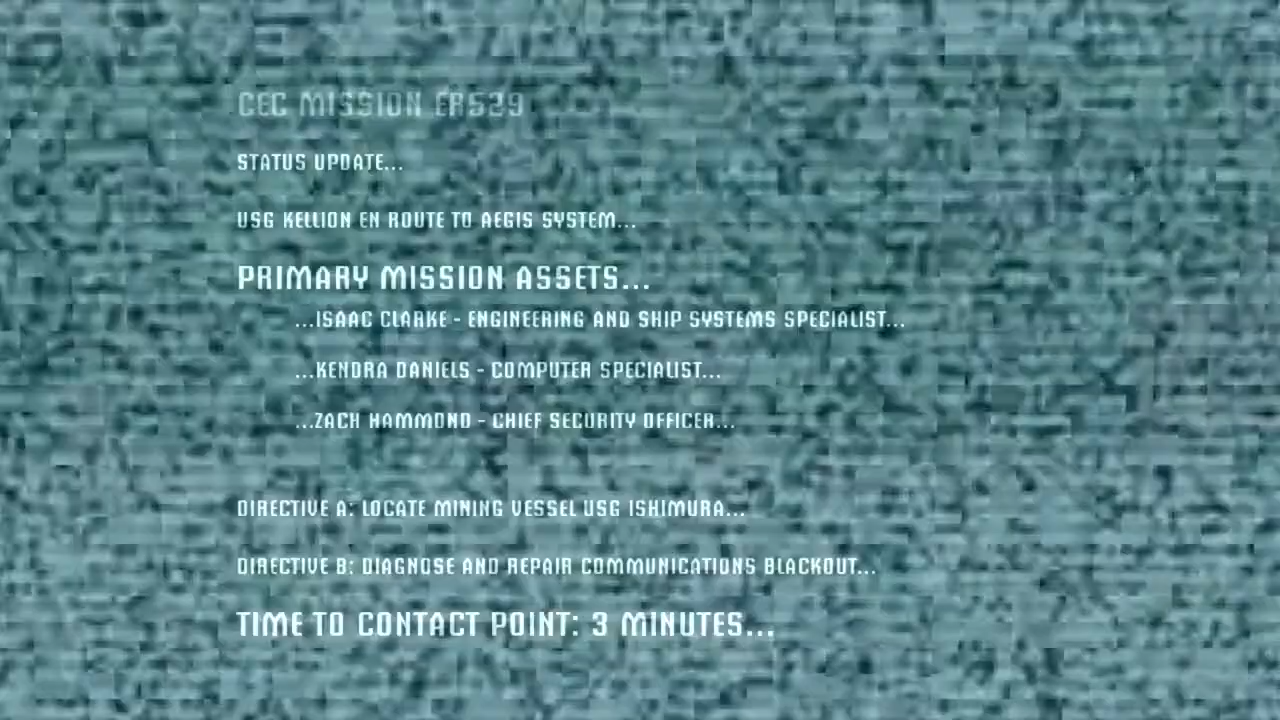 CEC MISSION ER529
STATUS UPDATE...
USG KELLION EN ROUTE TO AEGIS SYSTEM...
PRIMARY MISSION ASSETS...
...ISAAC CLARKE - ENGINEERING AND SHIP SYSTEMS SPECIALIST...
...KENDRA DANIELS - COMPUTER SPECIALIST...
...ZACH HAMMOND - CHIEF SECURITY OFFICER...
DIRECTIVE A: LOCATE MINING VESSEL USG ISHIMURA...
DIRECTIVE B: DIAGNOSE AND REPAIR COMMUNICATIONS BLACKOUT...
TIME TO CONTACT POINT: 3 MINUTES...